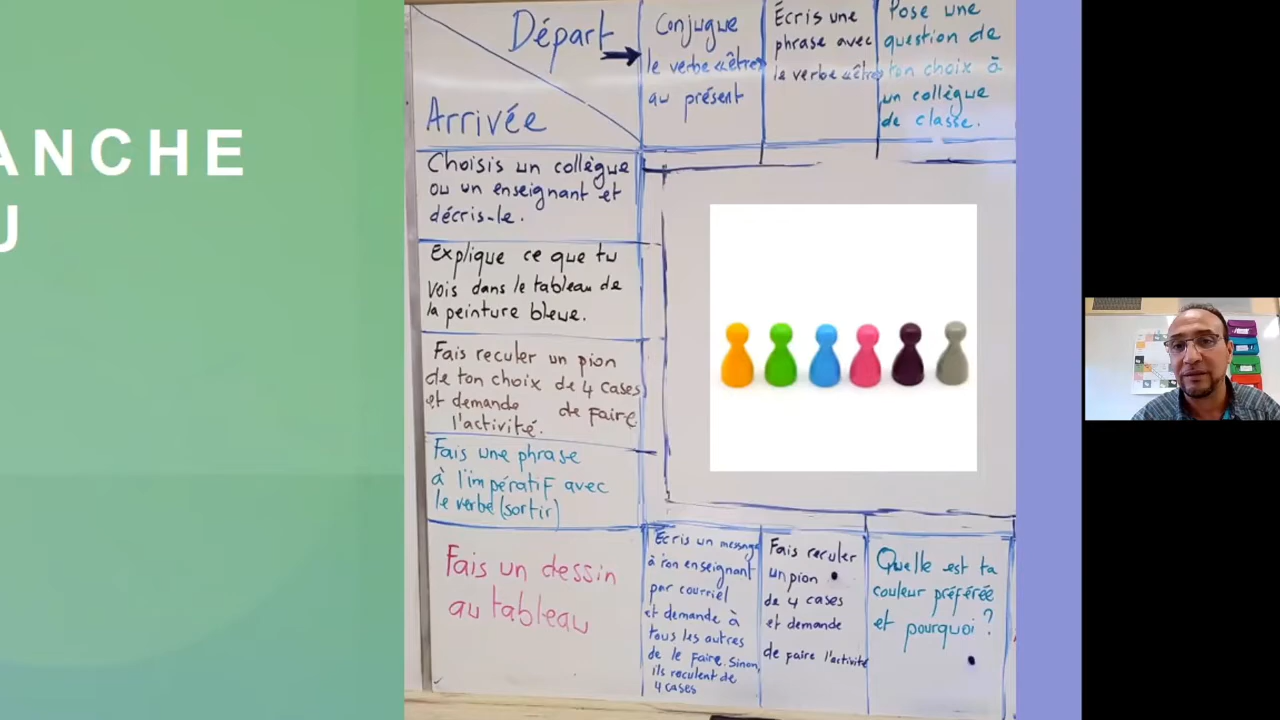 ANCHE
U
Départ
Arrivée
Conjugue
le verbe «être»
au présent
Écris une
phrase avec
le verbe «être»
Pose une
question de
ton choix à
un collègue
de classe.
Choisis un collègue
ou un enseignant et
décris-le.
Explique ce que tu
vois dans le tableau de
la peinture bleue.
Fais reculer un pion
de ton choix de 4 cases
et demande de faire
l'activité.
Fais une phrase
à l'impératif avec
le verbe (sortir)
Fais un dessin
au tableau
Écris un message
à ton enseignant
par courriel
et demande à
tous les autres
de le faire. Sinon,
ils reculent de
4 cases
Fais reculer
un pion
de 4 cases
et demande
de faire l'activité
Quelle est ta
couleur préférée
et pourquoi?